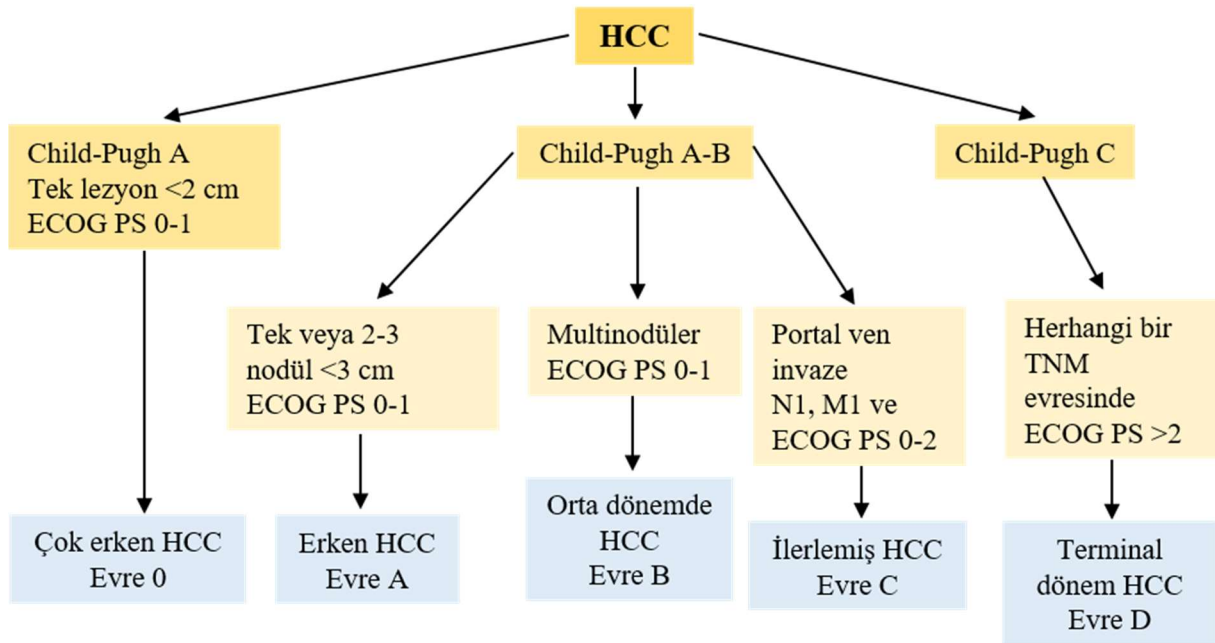 HCC
Child-Pugh A
Tek lezyon <2 cm
ECOG PS 0-1
Child-Pugh A-B
Child-Pugh C
Tek veya 2-3
nodül <3 cm
ECOG PS 0-1
Multinodüler
ECOG PS 0-1
Portal ven
invaze
N1, M1 ve
ECOG PS 0-2
Herhangi bir
TNM
evresinde
ECOG PS >2
Çok erken HCC
Evre 0
Erken HCC
Evre A
Orta dönemde
HCC
Evre B
İlerlemiş HCC
Evre C
Terminal
dönem HCC
Evre D